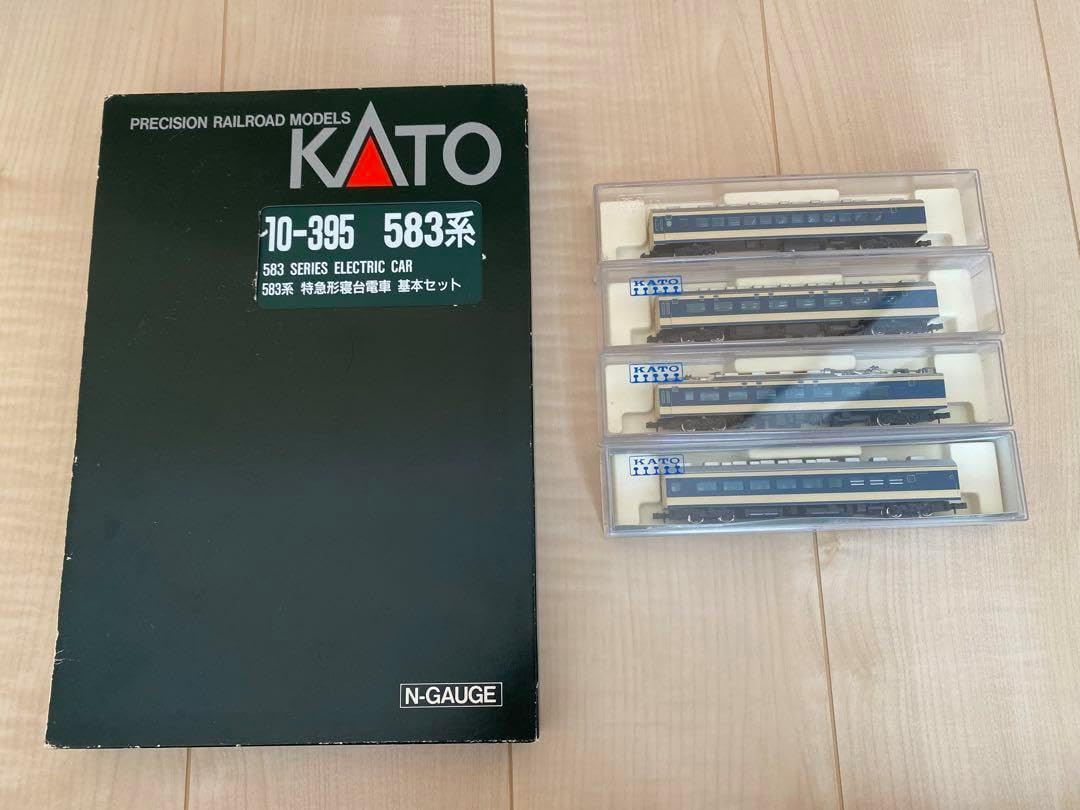 PRECISION RAILROAD MODELS
KATO
10-395 583系
583 SERIES ELECTRIC CAR
583系 特急形寝台電車 基本セット
N-GAUGE
KATO
KATO
KATO